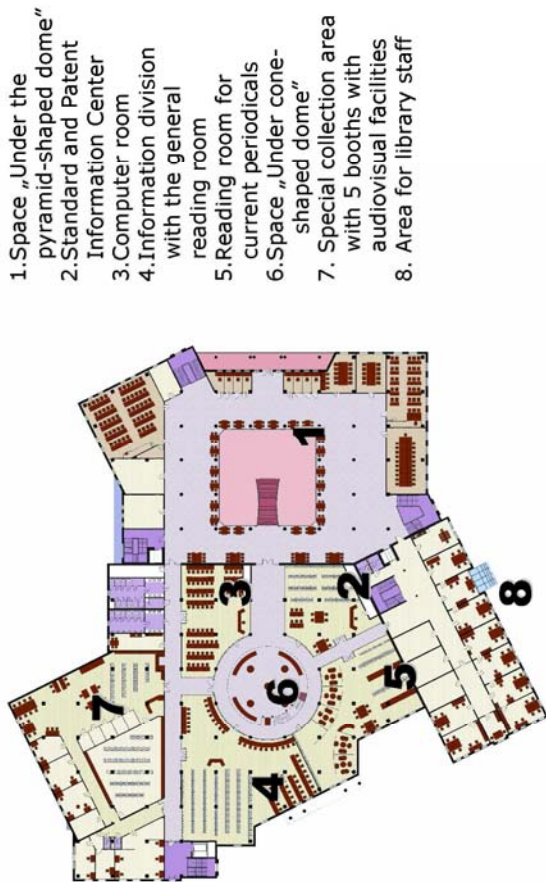 1.Space „Under the
pyramid-shaped dome”
2.Standard and Patent
Information Center
3.Computer room
4.Information division
with the general
reading room
5.Reading room for
current periodicals
6.Space „Under cone-
shaped dome”
7. Special collection area
with 5 booths with
audiovisual facilities
8. Area for library staff
1
2
3
4
5
6
7
8